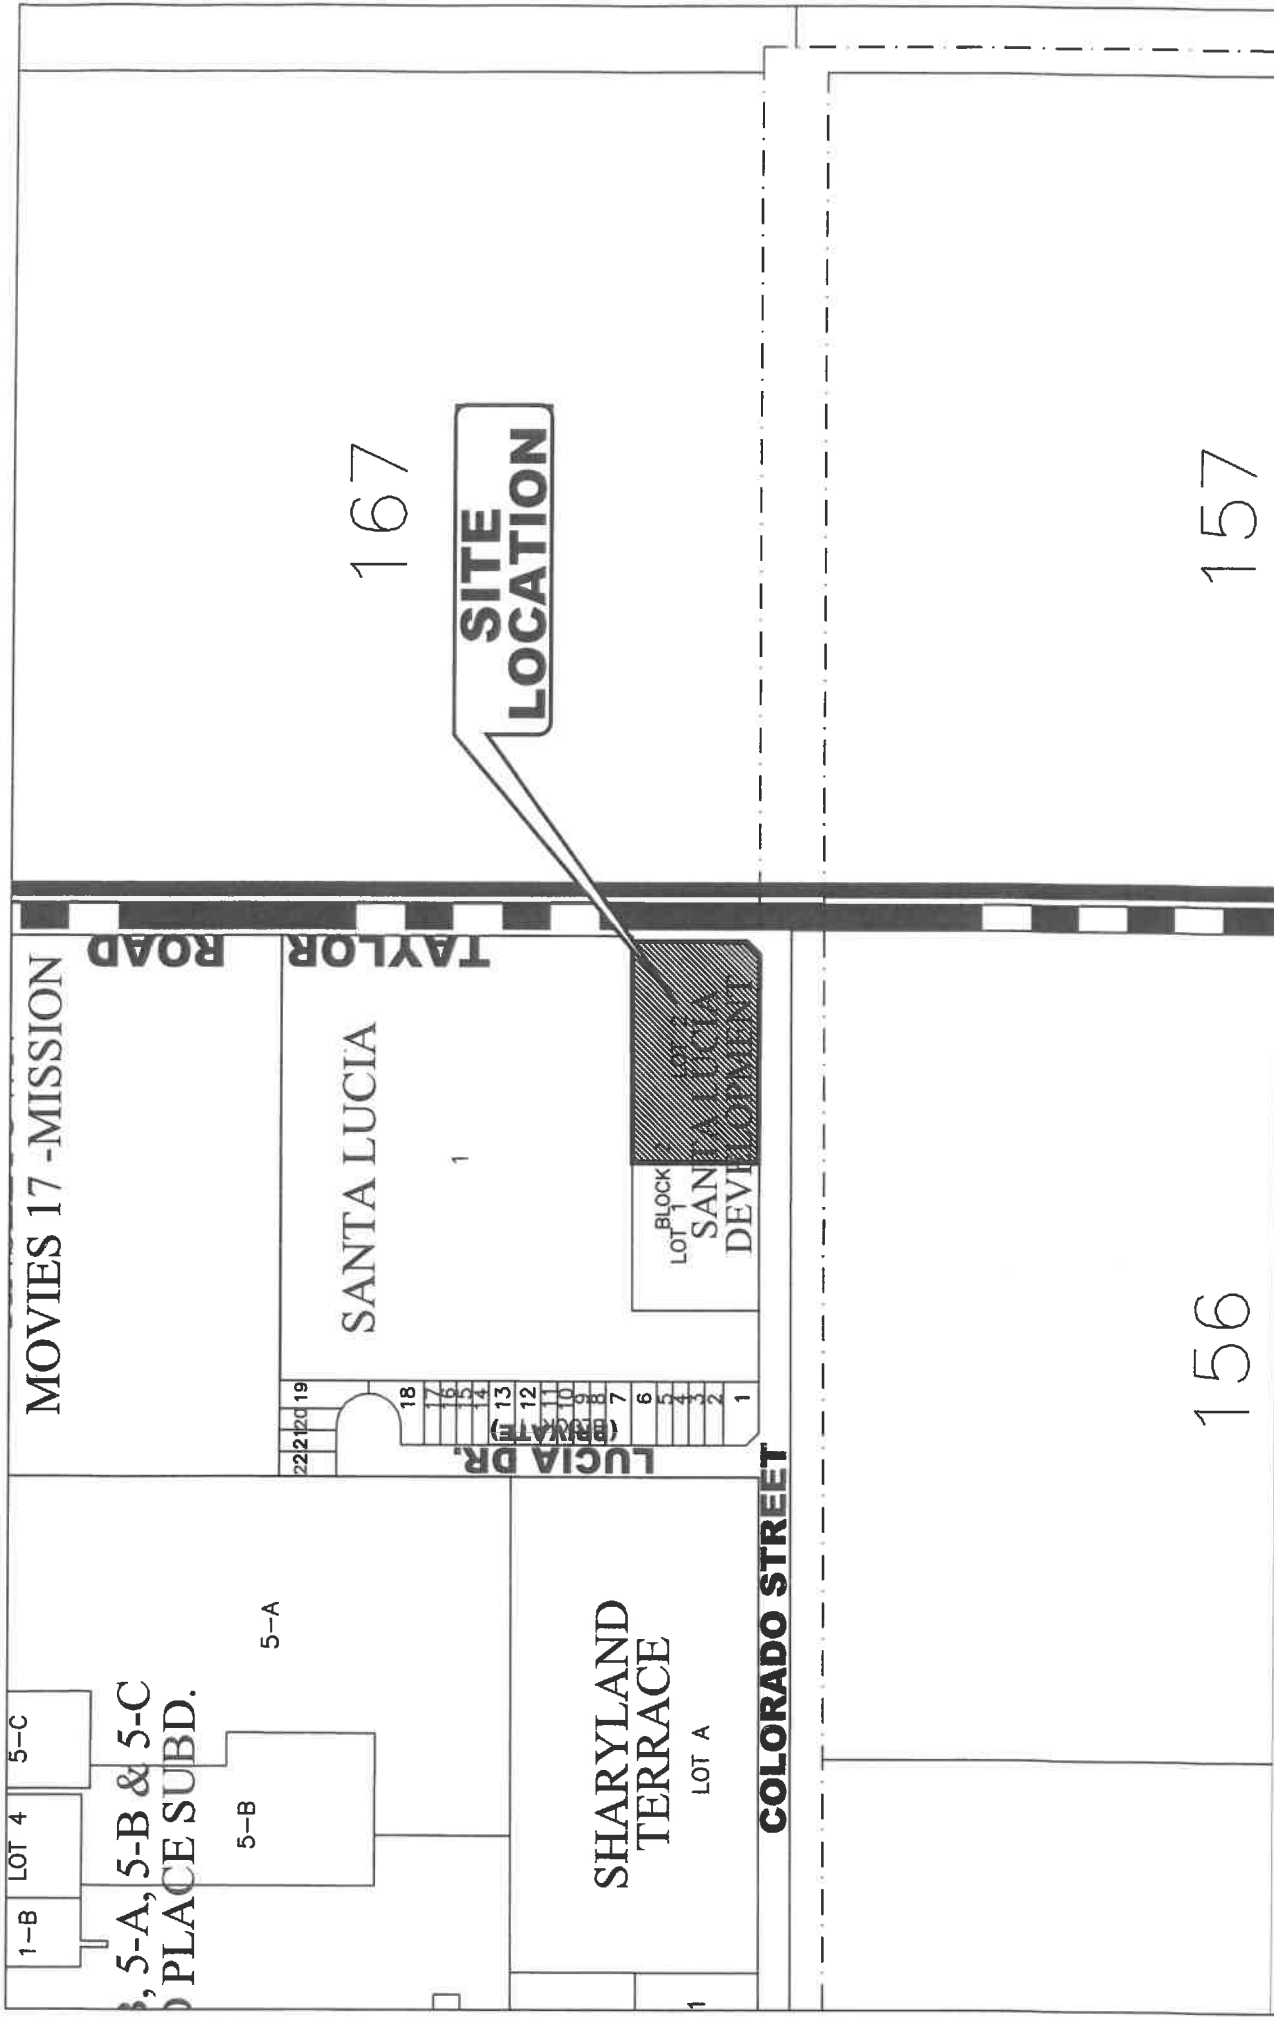 1-B
LOT 4
5-C
5-A, 5-B & 5-C
PLACE SUBD.
5-B
5-A
MOVIES 17 -MISSION
TAYLOR ROAD
SANTA LUCIA
1
167
SITE
LOCATION
22
21
20
19
18
17
16
15
14
13
12
11
10
9
8
7
6
5
4
3
2
1
LUCIA DR.
(PRIVATE)
BLOCK 2
LOT 1
LOT 2
SANTA LUCIA
DEVELOPMENT
SHARYLAND
TERRACE
LOT A
1
COLORADO STREET
156
157